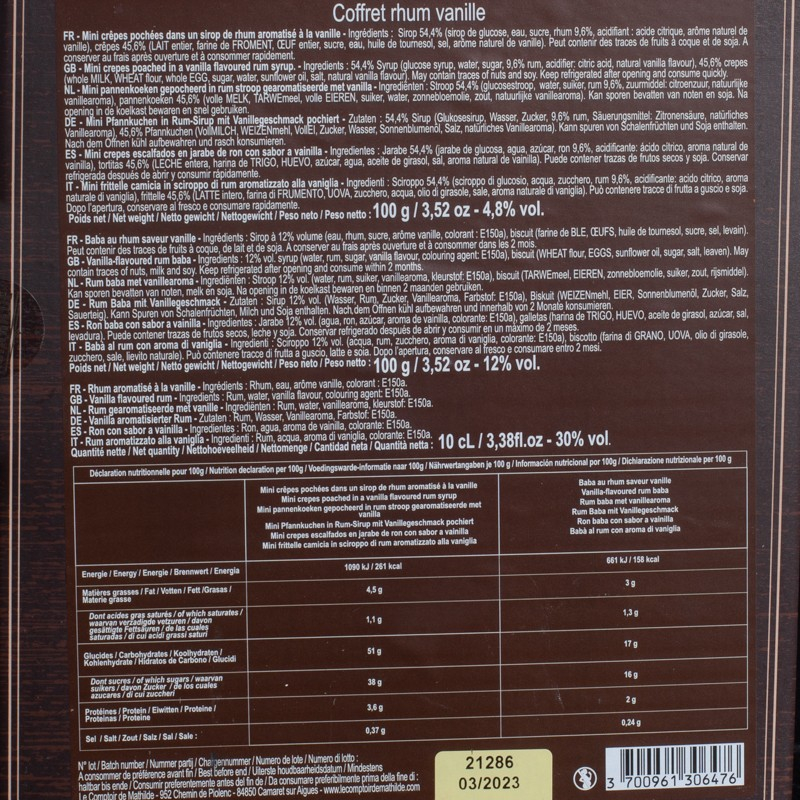 Coffret rhum vanille
FR - Mini crêpes pochées dans un sirop de rhum aromatisé à la vanille - Ingrédients : Sirop 54,4% (sirop de glucose, eau, sucre, rhum 9,6%, acidifiant : acide citrique, arôme naturel de
vanille), crêpes 45,6% (LAIT entier, farine de FROMENT, ŒUF entier, sucre, eau, huile de tournesol, sel, arôme naturel de vanille). Peut contenir des traces de fruits à coque et de soja. A
conserver au frais après ouverture et à consommer rapidement.
GB - Mini crepes poached in a vanilla flavoured rum syrup. - Ingredients : 54,4% Syrup (glucose syrup, water, sugar, 9,6% rum, acidifier: citric acid, natural vanilla flavour), 45,6% crepes
(whole MILK, WHEAT flour, whole EGG, sugar, water, sunflower oil, salt, natural vanilla flavour). May contain traces of nuts and soy. Keep refrigerated after opening and consume quickly.
NL - Mini pannenkoeken gepocheerd in rum stroop gearomatiseerde met vanille - Ingrediënten : Stroop 54,4% (glucosestroop, water, suiker, rum 9,6%, zuurmiddel: citroenzuur, natuurlijke
vanillearoma), pannenkoeken 45,6% (volle MELK, TARWEmeel, volle EIEREN, suiker, water, zonnebloemolie, zout, natuurlijke vanillearoma). Kan sporen bevatten van noten en soja. Na
opening in de koelkast bewaren en snel gebruiken.
DE - Mini Pfannkuchen in Rum-Sirup mit Vanillegeschmack pochiert - Zutaten : 54,4% Sirup (Glukosesirup, Wasser, Zucker, 9,6% rum, Säuerungsmittel: Zitronensäure, natürliches
Vanillearoma), 45,6% Pfannkuchen (VollMILCH, WEIZENmehl, VollEI, Zucker, Wasser, Sonnenblumenöl, Salz, natürliches Vanillearoma). Kann spuren von Schalenfrüchten und Soja enthalten.
Nach dem Öffnen kühl aufbewahren und rasch konsumieren.
ES - Mini crepes escalfados en jarabe de ron con sabor a vainilla - Ingredientes : Jarabe 54,4% (jarabe de glucosa, agua, azúcar, ron 9,6%, acidificante: ácido cítrico, aroma natural de
vainilla), tortitas 45,6% (LECHE entera, harina de TRIGO, HUEVO, azúcar, agua, aceite de girasol, sal, aroma natural de vainilla). Puede contener trazas de frutos secos y soja. Conservar
refrigerada después de abrir y consumir rápidamente.
IT - Mini frittelle camicia in sciroppo di rum aromatizzato alla vaniglia - Ingredienti : Sciroppo 54,4% (sciroppo di glucosio, acqua, zucchero, rum 9,6%, acidificante: acido citrico, aroma
naturale di vaniglia), frittelle 45,6% (LATTE intero, farina di FRUMENTO, UOVA, zucchero, acqua, olio di girasole, sale, aroma naturale di vaniglia). Può contenere tracce di frutta a guscio e soja.
Dopo l'apertura, conservare al fresco e consumare rapidamente.
Poids net / Net weight / Netto gewicht / Nettogewicht / Peso neto / Peso netto : 100 g / 3,52 oz - 4,8% vol.
FR - Baba au rhum saveur vanille - Ingrédients : Sirop à 12% volume (eau, rhum, sucre, arôme vanille, colorant : E150a), biscuit (farine de BLE, ŒUFS, huile de tournesol, sucre, sel, levain).
Peut contenir des traces de fruits à coque, de lait et de soja. A conserver au frais après ouverture et à consommer dans les 2 mois.
GB - Vanilla-flavoured rum baba - Ingredients : 12% vol. syrup (water, rum, sugar, vanilla flavour, colouring agent: E150a), biscuit (WHEAT flour, EGGS, sunflower oil, sugar, salt, leaven). May
contain traces of nuts, milk and soy. Keep refrigerated after opening and consume within 2 months.
NL - Rum baba met vanillearoma - Ingrediënten : Stroop 12% vol. (water, rum, suiker, vanillearoma, kleurstof: E150a), biscuit (TARWEmeel, EIEREN, zonnebloemolie, suiker, zout, rijsmiddel).
Kan sporen bevatten van noten, melk en soja. Na opening in de koelkast bewaren en binnen 2 maanden gebruiken.
DE - Rum Baba mit Vanillegeschmack - Zutaten : Sirup 12% vol. (Wasser, Rum, Zucker, Vanillearoma, Farbstof: E150a), Biskuit (WEIZENmehl, EIER, Sonnenblumenöl, Zucker, Salz,
Sauerteig). Kann Spuren von Schalenfrüchten, Milch und Soja enthalten. Nach dem Öffnen kühl aufbewahren und innerhalb von 2 Monate konsumieren.
ES - Ron baba con sabor a vainilla - Ingredientes : Jarabe 12% vol. (agua, ron, azúcar, aroma de vainilla, colorante: E150a), galletas (harina de TRIGO, HUEVO, aceite de girasol, azúcar, sal,
levadura). Puede contener trazas de frutos secos, leche y soja. Conservar refrigerado después de abrir y consumir en un máximo de 2 meses.
IT - Babà al rum con aroma di vaniglia - Ingredienti : Sciroppo 12% vol. (acqua, rum, zucchero, aroma di vaniglia, colorante: E150a), biscotto (farina di GRANO, UOVA, olio di girasole,
zucchero, sale, lievito naturale). Può contenere tracce di frutta a guscio, latte e soia. Dopo l'apertura, conservare al fresco e consumare entro 2 mesi.
Poids net / Net weight / Netto gewicht / Nettogewicht / Peso neto / Peso netto : 100 g / 3,52 oz - 12% vol.
FR - Rhum aromatisé à la vanille - Ingrédients : Rhum, eau, arôme vanille, colorant : E150a.
GB - Vanilla flavoured rum - Ingredients : Rum, water, vanilla flavour, colouring agent: E150a.
NL - Rum gearomatiseerde met vanille - Ingrediënten : Rum, water, vanillearoma, kleurstof: E150a.
DE - Vanilla aromatisierter Rum - Zutaten : Rum, Wasser, Vanillearoma, Farbstof: E150a.
ES - Ron con sabor a vainilla - Ingredientes : Ron, agua, aroma de vainilla, colorante: E150a.
IT - Rum aromatizzato alla vaniglia - Ingredienti : Rum, acqua, aroma di vaniglia, colorante: E150a.
Quantité nette / Net quantity / Nettohoeveelheid / Nettomenge / Cantidad neta / Quantità netta : 10 cL / 3,38fl.oz - 30% vol.
Déclaration nutritionnelle pour 100g / Nutrition declaration per 100g / Voedingswarde-informatie naar 100g / Nährwertangaben je 100 g / Información nutricional por 100g / Dichiarazione nutrizionale per 100 g
Mini crêpes pochées dans un sirop de rhum aromatisé à la vanille
Mini crepes poached in a vanilla flavoured rum syrup
Mini pannenkoeken gepocheerd in rum stroop gearomatiseerde met
vanilla
Mini Pfannkuchen in Rum-Sirup mit Vanillegeschmack pochiert
Mini crepes escalfados en jarabe de ron con sabor a vainilla
Mini frittelle camicia in sciroppo di rum aromatizzato alla vaniglia
Baba au rhum saveur vanille
Vanilla-flavoured rum baba
Rum baba met vanillearoma
Rum Baba mit Vanillegeschmack
Ron baba con sabor a vainilla
Babà al rum con aroma di vaniglia
Energie / Energy / Energie / Brennwert / Energia
1090 kJ / 261 kcal
661 kJ / 158 kcal
Matières grasses / Fat / Votten / Fett /Grasas /
Materie grasse
4,5 g
3 g
Dont acides gras saturés / of which saturates /
waarvan verzadigde vetzuren / davon
gesättigte Fettsäuren / de las cuales
saturadas / di cui acidi grassi saturi
1,1 g
1,3 g
Glucides / Carbohydrates / Koolhydraten /
Kohlenhydrate / Hidratos de Carbono / Glucidi
51 g
17 g
Dont sucres / of which sugars / waarvan
suikers / davon Zucker / de los cuales
azucares / di cui zuccheri
38 g
16 g
Protéines / Protein / Eiwitten / Proteine /
Proteinas / Proteine
3,6 g
2 g
Sel / Salt / Zout / Salz / Sal / Sale :
0,37 g
0,24 g
N° lot / Batch number / Nummer partij / Chargennummer / Numero de lote / Numero di lotto :
A consommer de préférence avant fin / Best before end / Uiterste houdbaarheidsdatum / Mindestens
haltbar bis ende / Consumir preferentemente antes del fin de / Da consumare preferibilmente prima della fine di :
Le Comptoir de Mathilde - 952 Chemin de Piolenc - 84850 Camaret sur Aigues - www.lecomptoirdemathilde.com
21286
03/2023
3 700961 306476